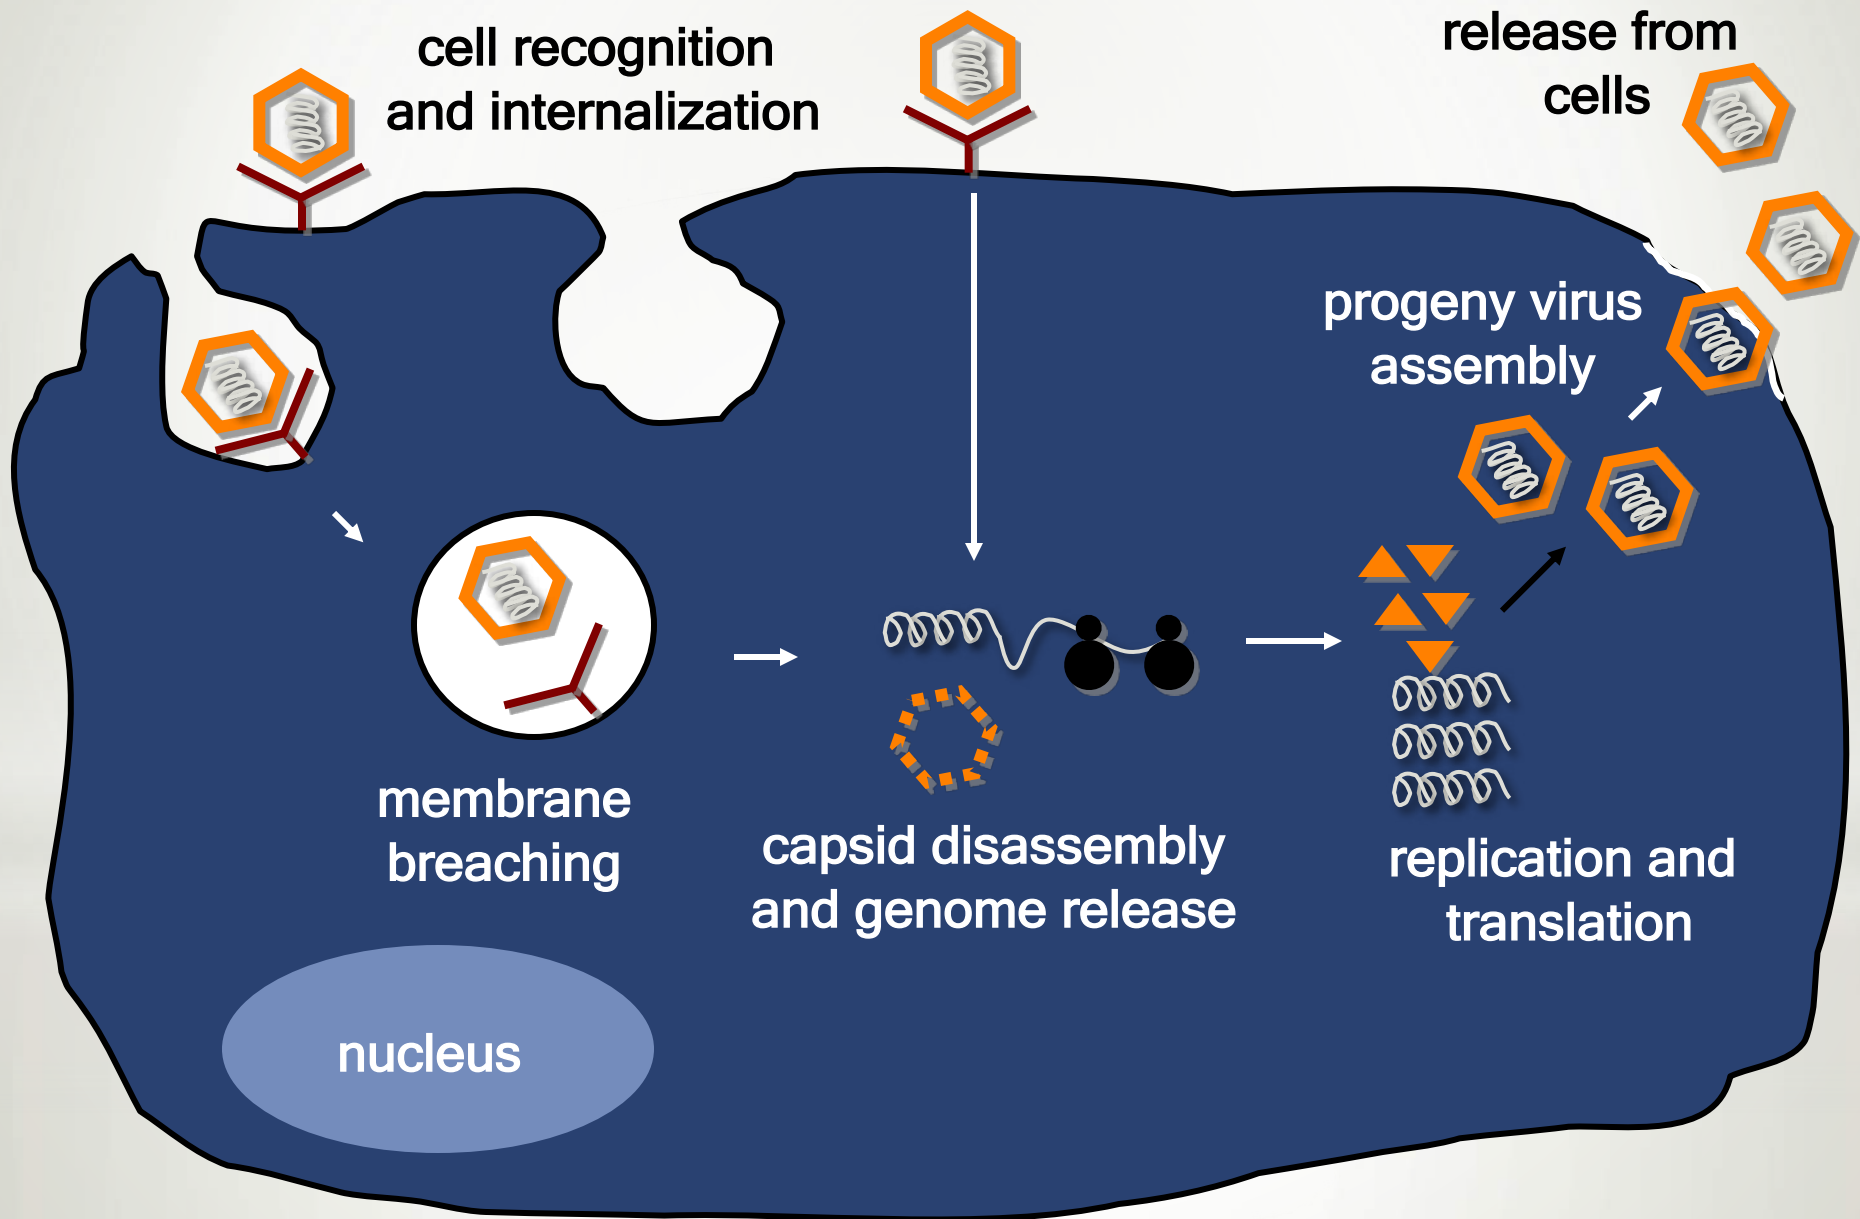 cell recognition
and internalization
release from
cells
progeny virus
assembly
membrane
breaching
capsid disassembly
and genome release
replication and
translation
nucleus